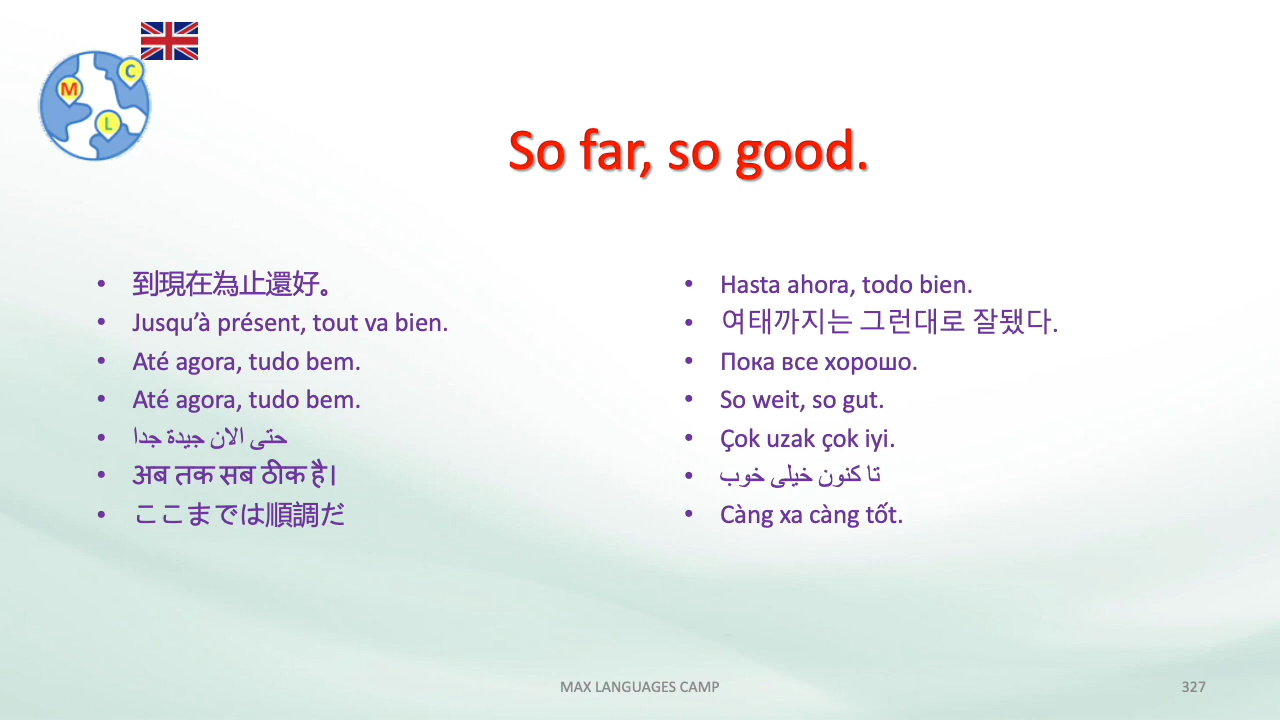 M
C
L
So far, so good.
到現在為止還好。
Jusqu’à présent, tout va bien.
Até agora, tudo bem.
Até agora, tudo bem.
حتى الان جيدة جدا
अब तक सब ठीक है।
ここまでは順調だ
Hasta ahora, todo bien.
여태까지는 그런대로 잘됐다.
Пока все хорошо.
So weit, so gut.
Çok uzak çok iyi.
تا کنون خیلی خوب
Càng xa càng tốt.
MAX LANGUAGES CAMP
327